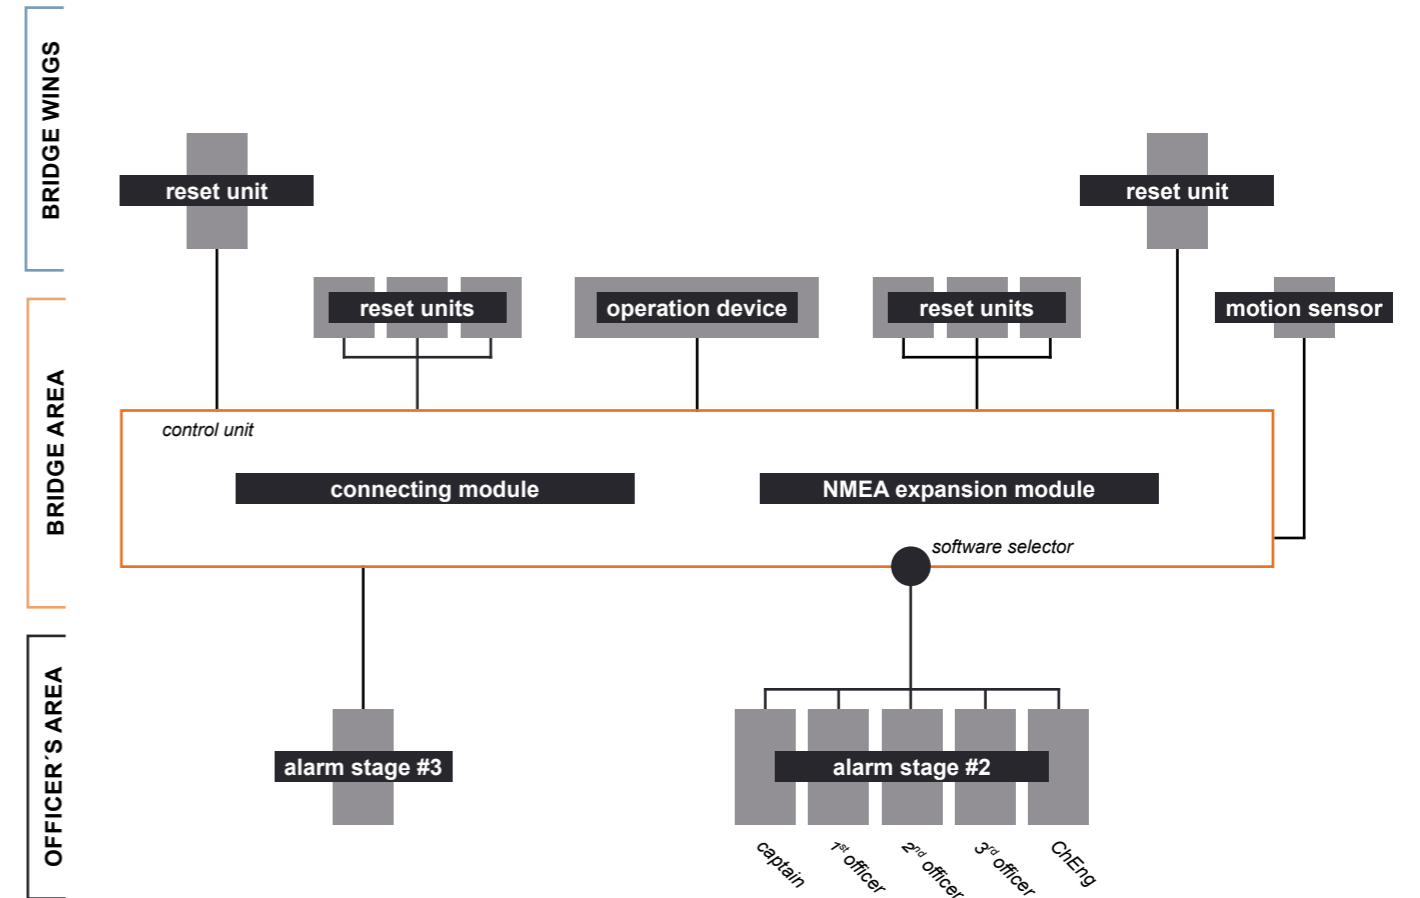 BRIDGE WINGS
reset unit
reset unit
BRIDGE AREA
reset units
operation device
reset units
motion sensor
control unit
connecting module
NMEA expansion module
software selector
OFFICER´S AREA
alarm stage #3
alarm stage #2
captain
1st officer
2nd officer
3rd officer
ChEng